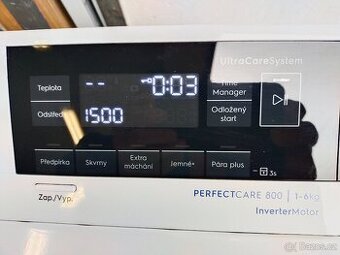 UltraCareSystem
Teplota
-- 0:03
Time Manager
Odstřeď
1500
Odložený start
Předpírka
Skvrny
Extra máchání
Jemné+
Pára plus
3s
Zap./Vyp.
PERFECTCARE 800 | 1-6kg
InverterMotor
Bazos.cz